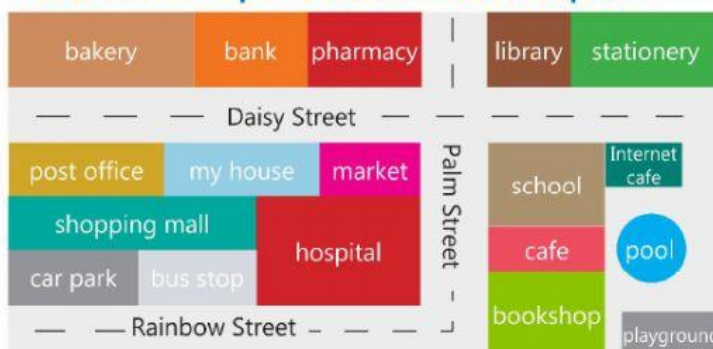 bakery bank pharmacy library stationery
Daisy Street
post office my house market
Palm Street
school
Internet
cafe
shopping mall
hospital
cafe
pool
car park bus stop
bookshop
Rainbow Street
playground